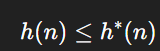 h(n) ≤ h*(n)